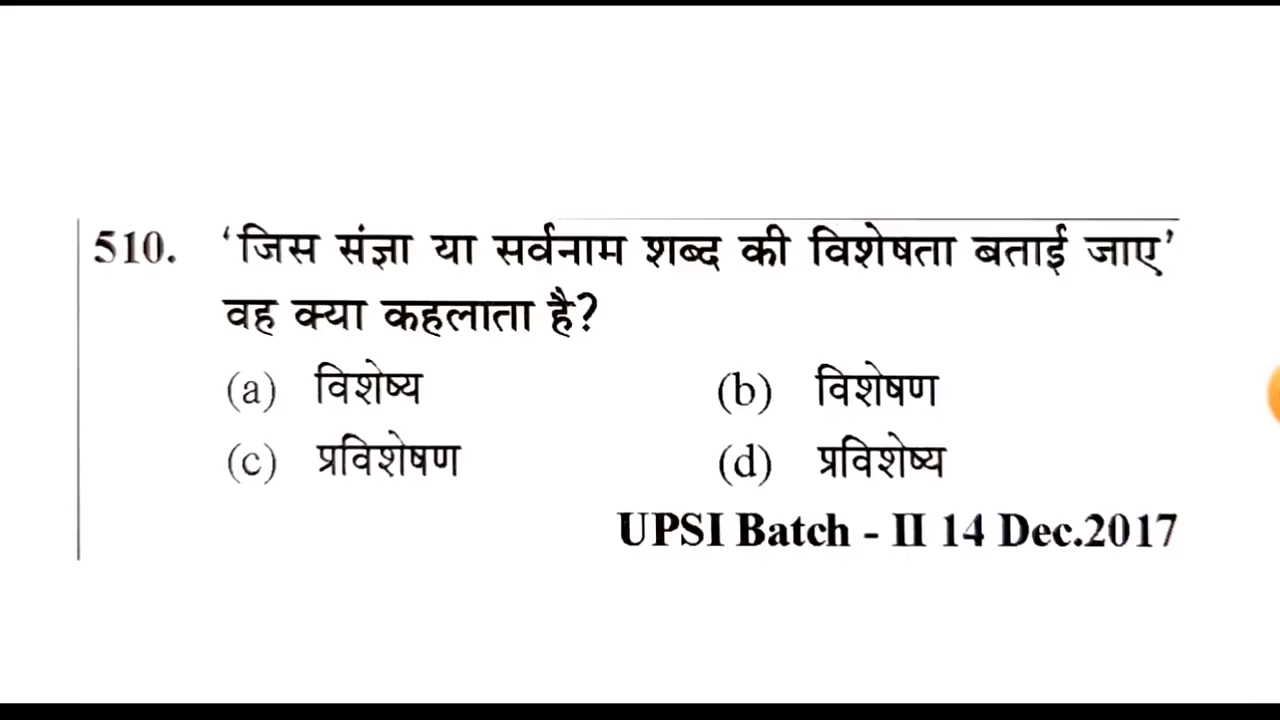 510. 'जिस संज्ञा या सर्वनाम शब्द की विशेषता बताई जाए'
वह क्या कहलाता है?
(a) विशेष्य (b) विशेषण
(c) प्रविशेषण (d) प्रविशेष्य
UPSI Batch - II 14 Dec.2017